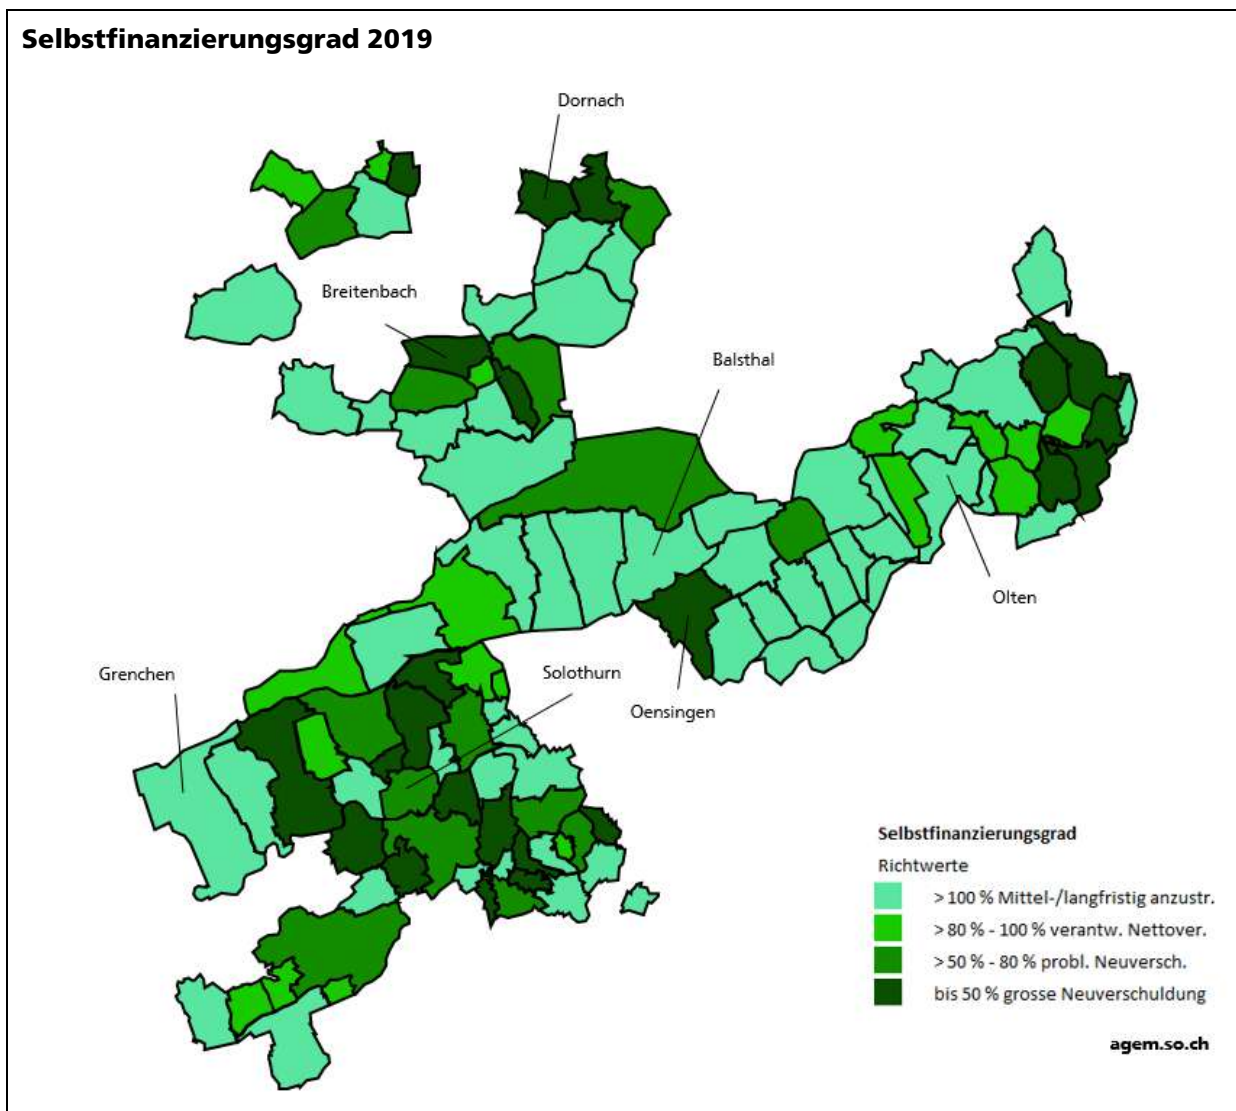 Selbstfinanzierungsgrad 2019
Dornach
Breitenbach
Balsthal
Olten
Solothurn
Grenchen
Oensingen
Selbstfinanzierungsgrad
Richtwerte
> 100 % Mittel-/langfristig anzustr.
> 80 % - 100 % verantw. Nettover.
> 50 % - 80 % probl. Neuversch.
bis 50 % grosse Neuverschuldung
agem.so.ch